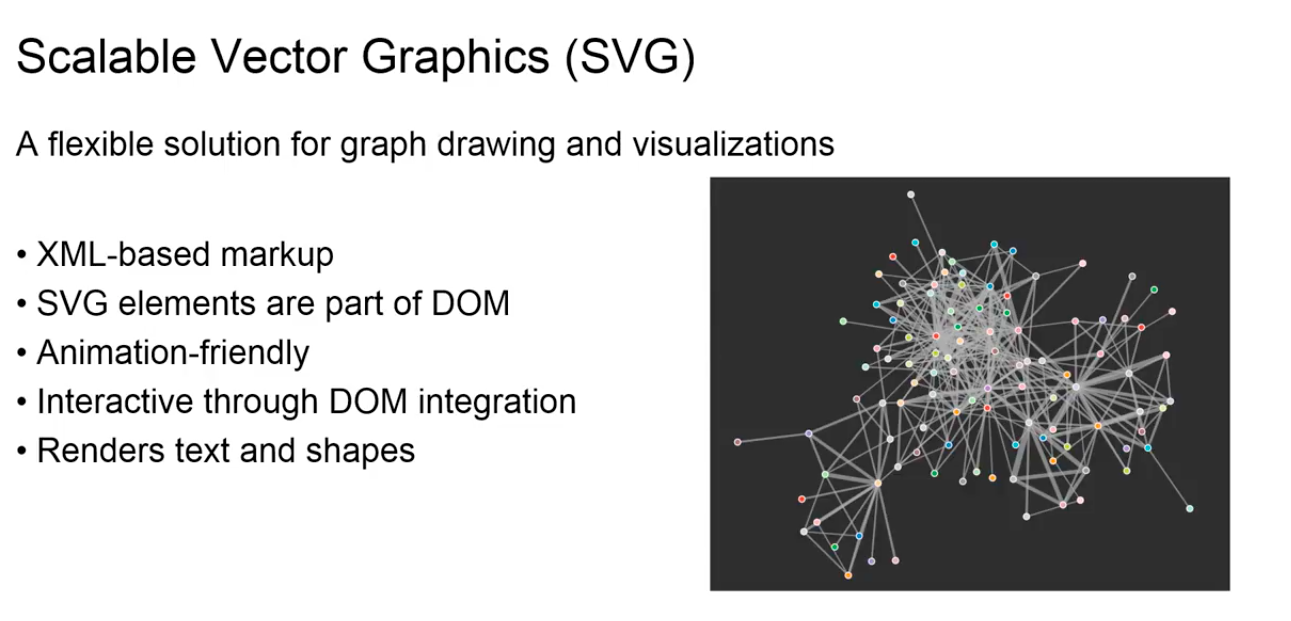 Scalable Vector Graphics (SVG)
A flexible solution for graph drawing and visualizations
• XML-based markup
• SVG elements are part of DOM
• Animation-friendly
• Interactive through DOM integration
• Renders text and shapes